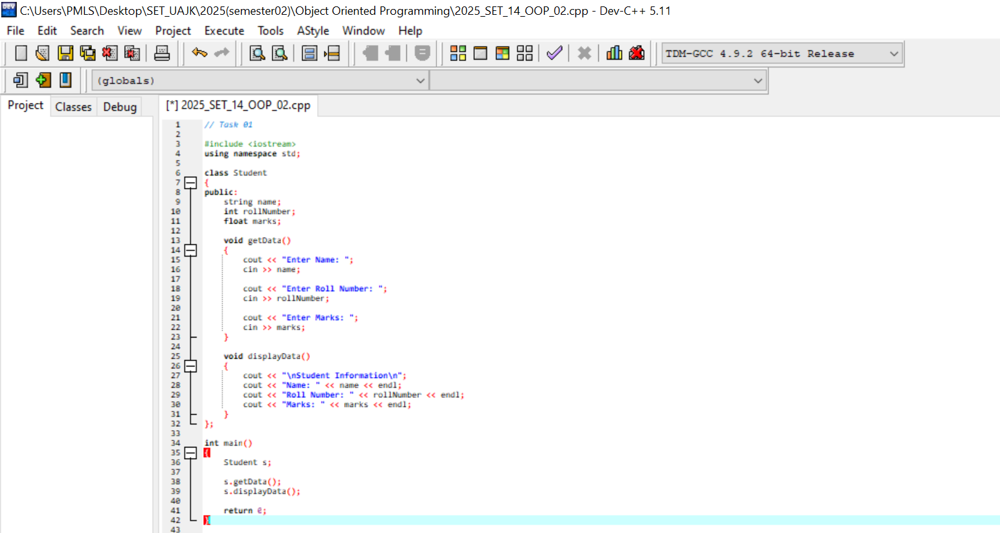 C:\Users\PMLS\Desktop\SET_UAJK\2025(semester02)\Object Oriented Programming\2025_SET_14_OOP_02.cpp - Dev-C++ 5.11
File Edit Search View Project Execute Tools AStyle Window Help
TDM-GCC 4.9.2 64-bit Release
(globals)
Project Classes Debug
[*] 2025_SET_14_OOP_02.cpp
1 // Task 01
2
3 #include <iostream>
4 using namespace std;
5
6 class Student
7 {
8 public:
9 string name;
10 int rollNumber;
11 float marks;
12
13 void getData()
14 {
15 cout << "Enter Name: ";
16 cin >> name;
17
18 cout << "Enter Roll Number: ";
19 cin >> rollNumber;
20
21 cout << "Enter Marks: ";
22 cin >> marks;
23 }
24
25 void displayData()
26 {
27 cout << "\nStudent Information\n";
28 cout << "Name: " << name << endl;
29 cout << "Roll Number: " << rollNumber << endl;
30 cout << "Marks: " << marks << endl;
31 }
32 };
33
34 int main()
35 {
36 Student s;
37
38 s.getData();
39 s.displayData();
40
41 return 0;
42 }
43